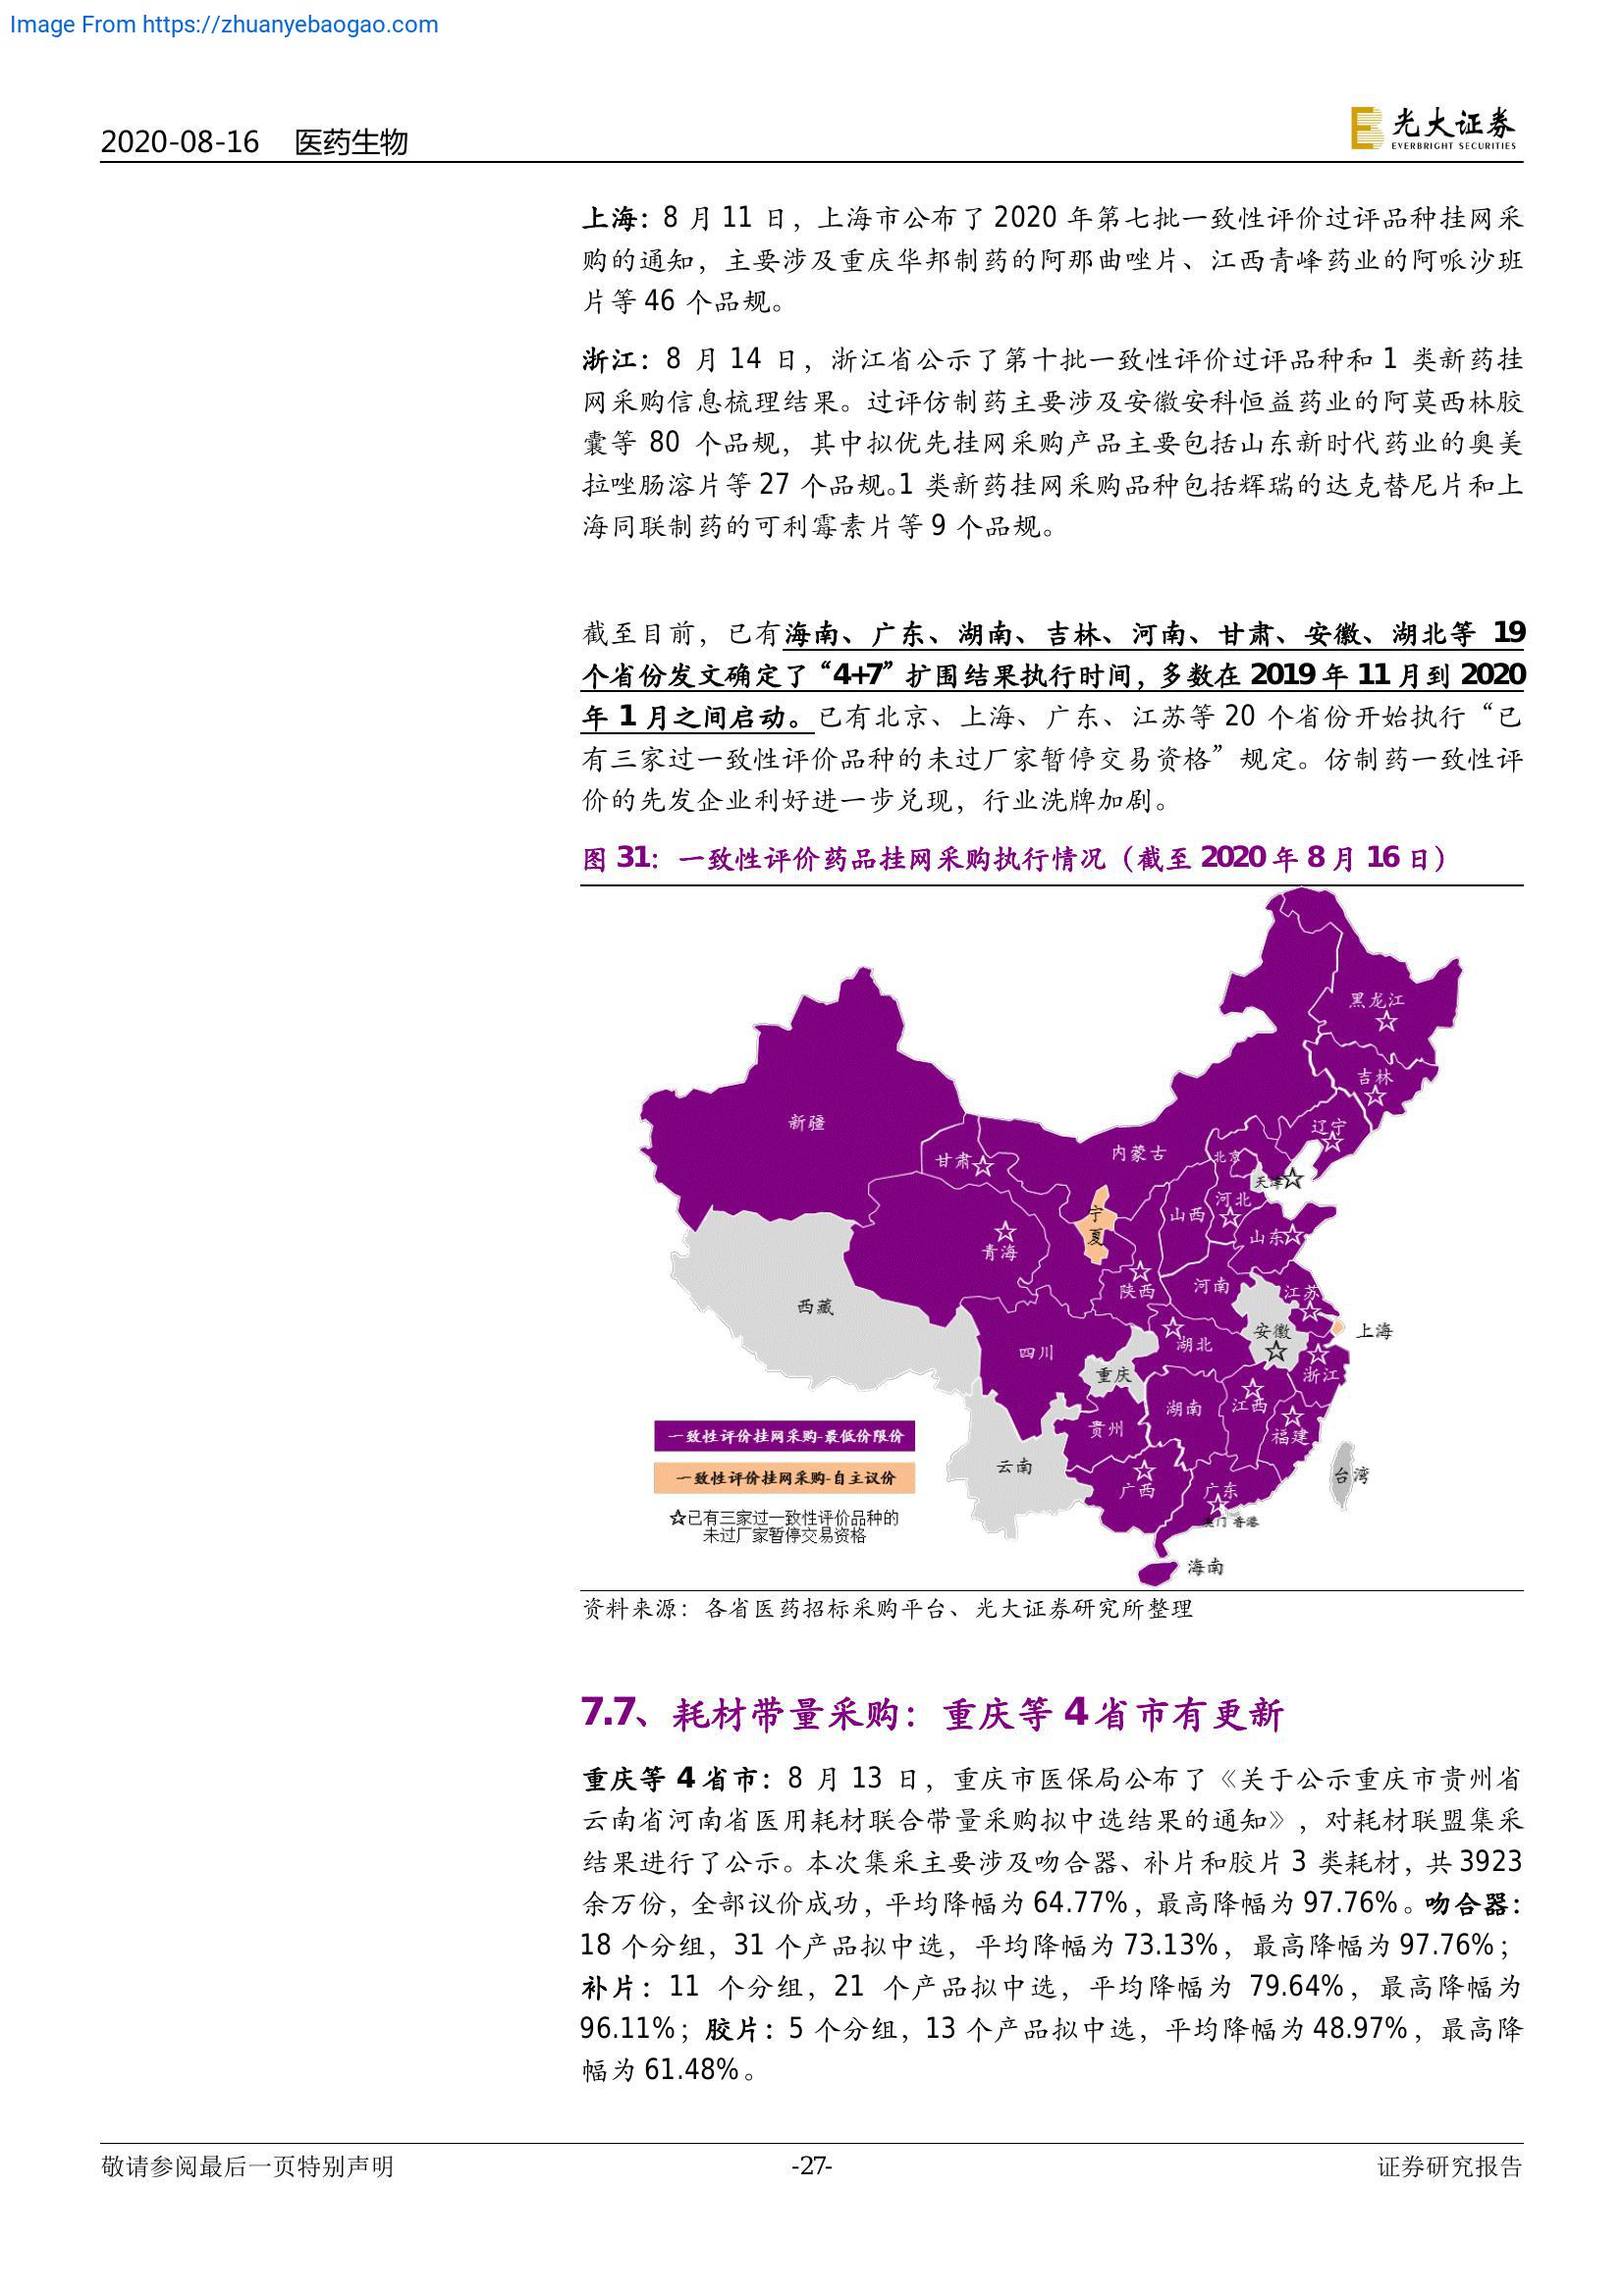 Image From https://zhuanyebaogao.com
2020-08-16 医药生物
光大证券
EVERBRIGHT SECURITIES
上海：8 月 11 日，上海市公布了 2020 年第七批一致性评价过评品种挂网采
购的通知，主要涉及重庆华邦制药的阿那曲唑片、江西青峰药业的阿哌沙班
片等 46 个品规。
浙江：8 月 14 日，浙江省公示了第十批一致性评价过评品种和 1 类新药挂
网采购信息梳理结果。过评仿制药主要涉及安徽安科恒益药业的阿莫西林胶
囊等 80 个品规，其中拟优先挂网采购产品主要包括山东新时代药业的奥美
拉唑肠溶片等 27 个品规。1 类新药挂网采购品种包括辉瑞的达克替尼片和上
海同联制药的可利霉素片等 9 个品规。
截至目前，已有海南、广东、湖南、吉林、河南、甘肃、安徽、湖北等 19
个省份发文确定了“4+7”扩围结果执行时间，多数在 2019 年 11 月到 2020
年 1 月之间启动。已有北京、上海、广东、江苏等 20 个省份开始执行“已
有三家过一致性评价品种的未过厂家暂停交易资格”规定。仿制药一致性评
价的先发企业利好进一步兑现，行业洗牌加剧。
图 31：一致性评价药品挂网采购执行情况（截至 2020 年 8 月 16 日）
黑龙江
吉林
辽宁
新疆
内蒙古
北京
甘肃
天津
河北
宁夏
山西
山东
青海
陕西
河南
江苏
西藏
安徽
上海
湖北
四川
重庆
浙江
湖南
江西
贵州
福建
一致性评价挂网采购-最低价限价
云南
台湾
一致性评价挂网采购-自主议价
广西
广东
☆已有三家过一致性评价品种的
未过厂家暂停交易资格
澳门 香港
海南
资料来源：各省医药招标采购平台、光大证券研究所整理
7.7、耗材带量采购：重庆等 4 省市有更新
重庆等 4 省市：8 月 13 日，重庆市医保局公布了《关于公示重庆市贵州省
云南省河南省医用耗材联合带量采购拟中选结果的通知》，对耗材联盟集采
结果进行了公示。本次集采主要涉及吻合器、补片和胶片 3 类耗材，共 3923
余万份，全部议价成功，平均降幅为 64.77%，最高降幅为 97.76%。吻合器：
18 个分组，31 个产品拟中选，平均降幅为 73.13%，最高降幅为 97.76%；
补片：11 个分组，21 个产品拟中选，平均降幅为 79.64%，最高降幅为
96.11%；胶片：5 个分组，13 个产品拟中选，平均降幅为 48.97%，最高降
幅为 61.48%。
敬请参阅最后一页特别声明
-27-
证券研究报告